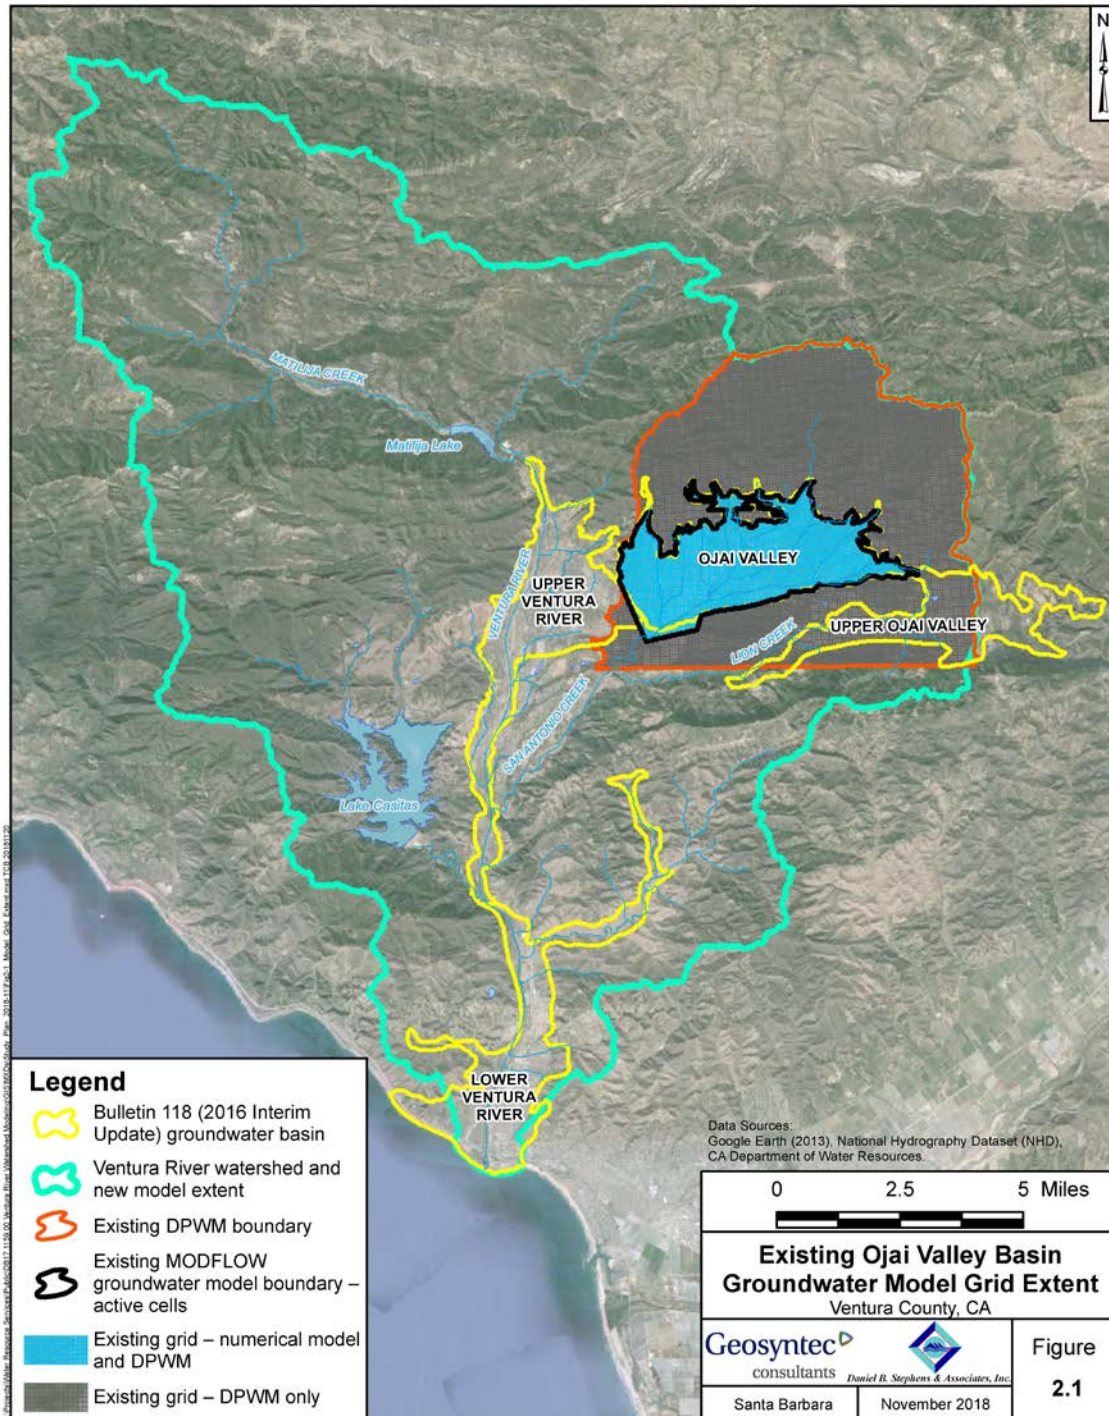 N
MATILIJA CREEK
Matilija Lake
VENTURA RIVER
UPPER
VENTURA
RIVER
OJAI VALLEY
UPPER OJAI VALLEY
LION CREEK
SAN ANTONIO CREEK
Lake Casitas
LOWER
VENTURA
RIVER
Legend
Bulletin 118 (2016 Interim
Update) groundwater basin
Ventura River watershed and
new model extent
Existing DPWM boundary
Existing MODFLOW
groundwater model boundary –
active cells
Existing grid – numerical model
and DPWM
Existing grid – DPWM only
Data Sources:
Google Earth (2013), National Hydrography Dataset (NHD),
CA Department of Water Resources.
0 2.5 5 Miles
Existing Ojai Valley Basin
Groundwater Model Grid Extent
Ventura County, CA
Geosyntec
consultants
Daniel B. Stephens & Associates, Inc.
Santa Barbara
November 2018
Figure
2.1